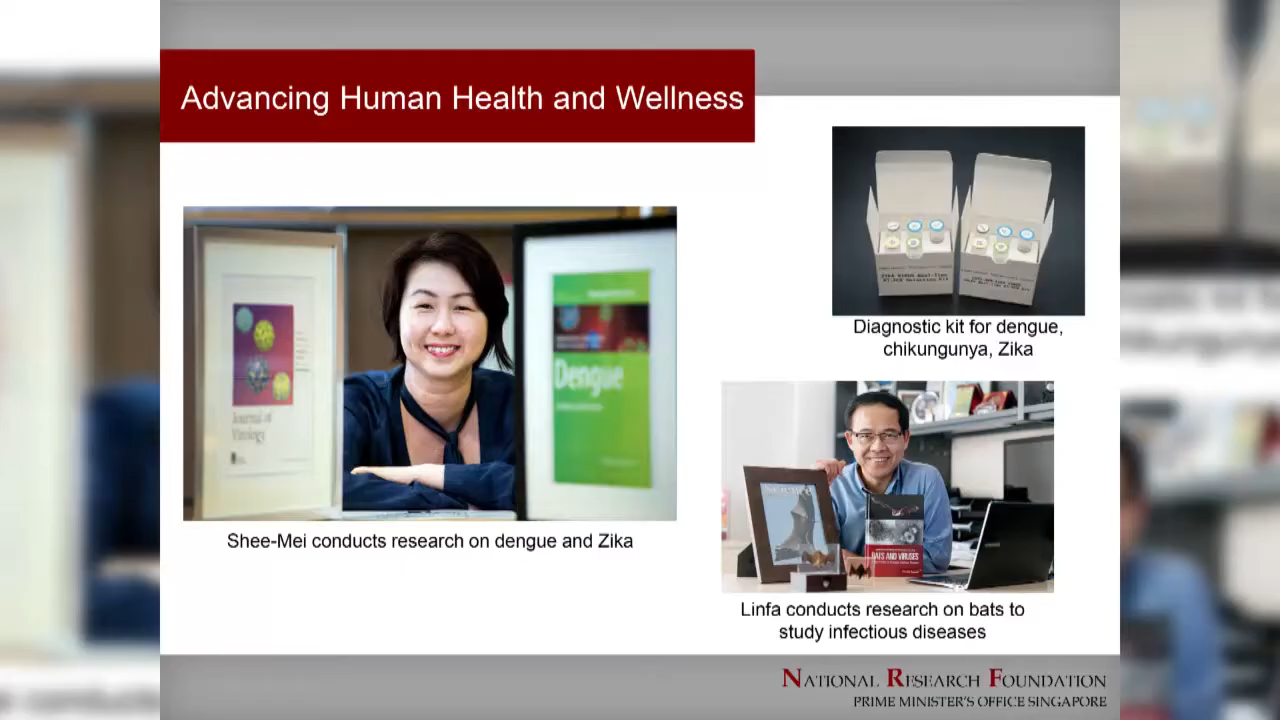 Advancing Human Health and Wellness
Journal of
Virology
Dengue
Shee-Mei conducts research on dengue and Zika
Diagnostic kit for dengue,
chikungunya, Zika
BATS AND VIRUSES
Linfa conducts research on bats to
study infectious diseases
NATIONAL RESEARCH FOUNDATION
PRIME MINISTER'S OFFICE SINGAPORE